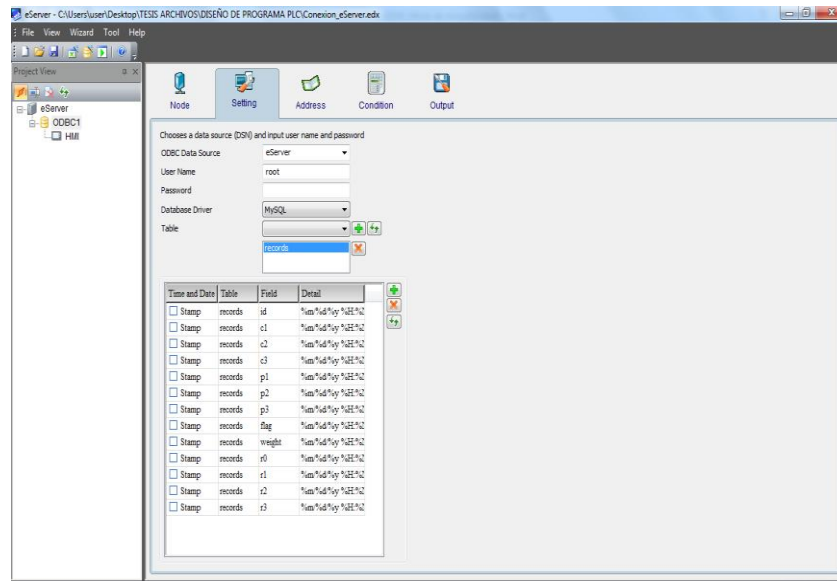 eServer - C:\Users\user\Desktop\TESIS ARCHIVOS\DISEÑO DE PROGRAMA PLC\Conexion_eServer.edx
File View Wizard Tool Help
Project View
eServer
ODBC1
HMI
Node Setting Address Condition Output
Chooses a data source (DSN) and input user name and password
ODBC Data Source eServer
User Name root
Password
Database Driver MySQL
Table
records
Time and Date Table Field Detail
Stamp records id %m/%d/%y %H:%
Stamp records c1 %m/%d/%y %H:%
Stamp records c2 %m/%d/%y %H:%
Stamp records c3 %m/%d/%y %H:%
Stamp records p1 %m/%d/%y %H:%
Stamp records p2 %m/%d/%y %H:%
Stamp records p3 %m/%d/%y %H:%
Stamp records flag %m/%d/%y %H:%
Stamp records weight %m/%d/%y %H:%
Stamp records r0 %m/%d/%y %H:%
Stamp records r1 %m/%d/%y %H:%
Stamp records r2 %m/%d/%y %H:%
Stamp records r3 %m/%d/%y %H:%